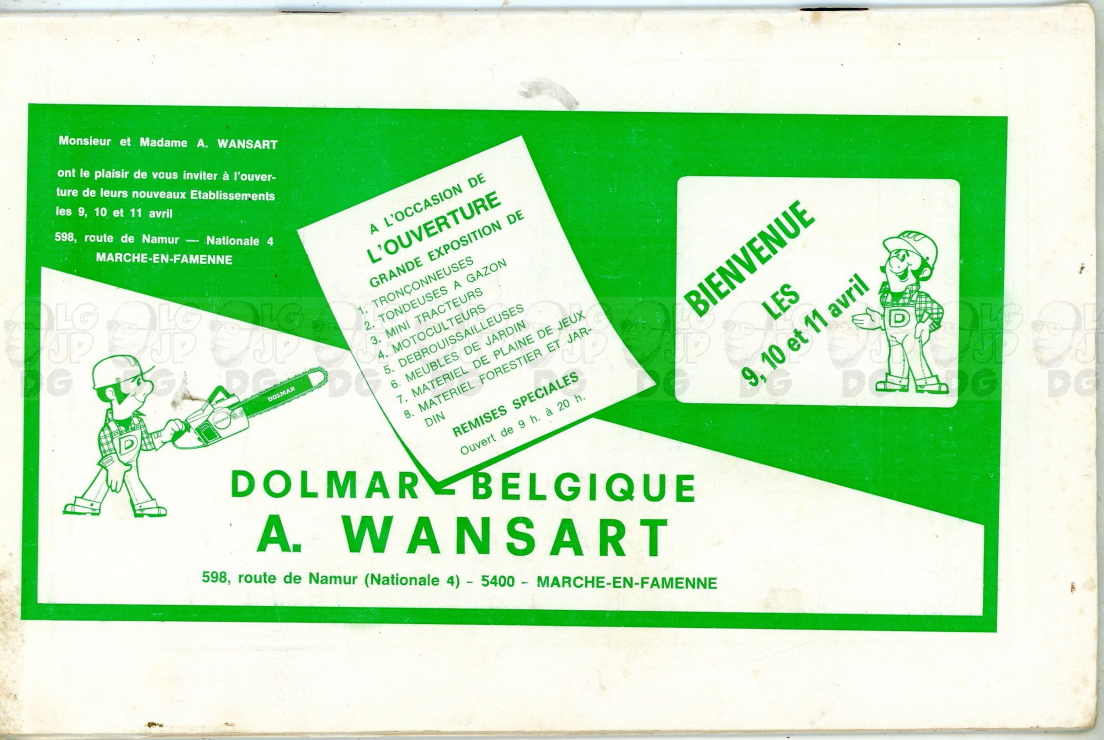 Monsieur et Madame A. WANSART
ont le plaisir de vous inviter à l'ouver-
ture de leurs nouveaux Etablissements
les 9, 10 et 11 avril
598, route de Namur — Nationale 4
MARCHE-EN-FAMENNE
A L'OCCASION DE
L'OUVERTURE
GRANDE EXPOSITION DE
1. TRONÇONNEUSES
2. TONDEUSES A GAZON
3. MINI TRACTEURS
4. MOTOCULTEURS
5. DEBROUISSAILLEUSES
6. MEUBLES DE JARDIN
7. MATERIEL DE PLAINE DE JEUX
8. MATERIEL FORESTIER ET JAR-
DIN
REMISES SPECIALES
Ouvert de 9 h. à 20 h.
BIENVENUE
LES
9, 10 et 11 avril
D
DOLMAR
D
DOLMAR - BELGIQUE
A. WANSART
598, route de Namur (Nationale 4) - 5400 - MARCHE-EN-FAMENNE
LG
JP
DG